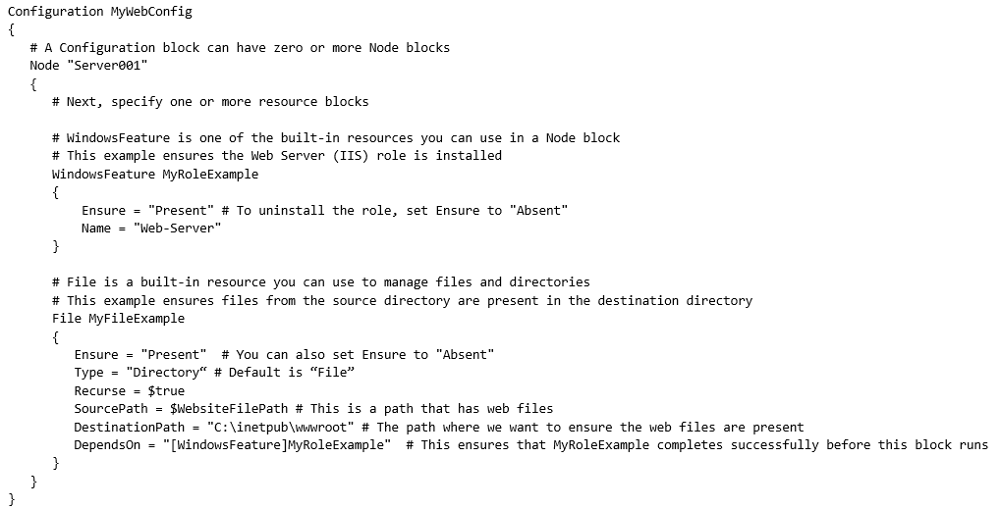 Configuration MyWebConfig
{
# A Configuration block can have zero or more Node blocks
Node "Server001"
{
# Next, specify one or more resource blocks
# WindowsFeature is one of the built-in resources you can use in a Node block
# This example ensures the Web Server (IIS) role is installed
WindowsFeature MyRoleExample
{
Ensure = "Present" # To uninstall the role, set Ensure to "Absent"
Name = "Web-Server"
}
# File is a built-in resource you can use to manage files and directories
# This example ensures files from the source directory are present in the destination directory
File MyFileExample
{
Ensure = "Present"  # You can also set Ensure to "Absent"
Type = "Directory“ # Default is “File”
Recurse = $true
SourcePath = $WebsiteFilePath # This is a path that has web files
DestinationPath = "C:\inetpub\wwwroot" # The path where we want to ensure the web files are present
DependsOn = "[WindowsFeature]MyRoleExample"  # This ensures that MyRoleExample completes successfully before this block runs
}
}
}